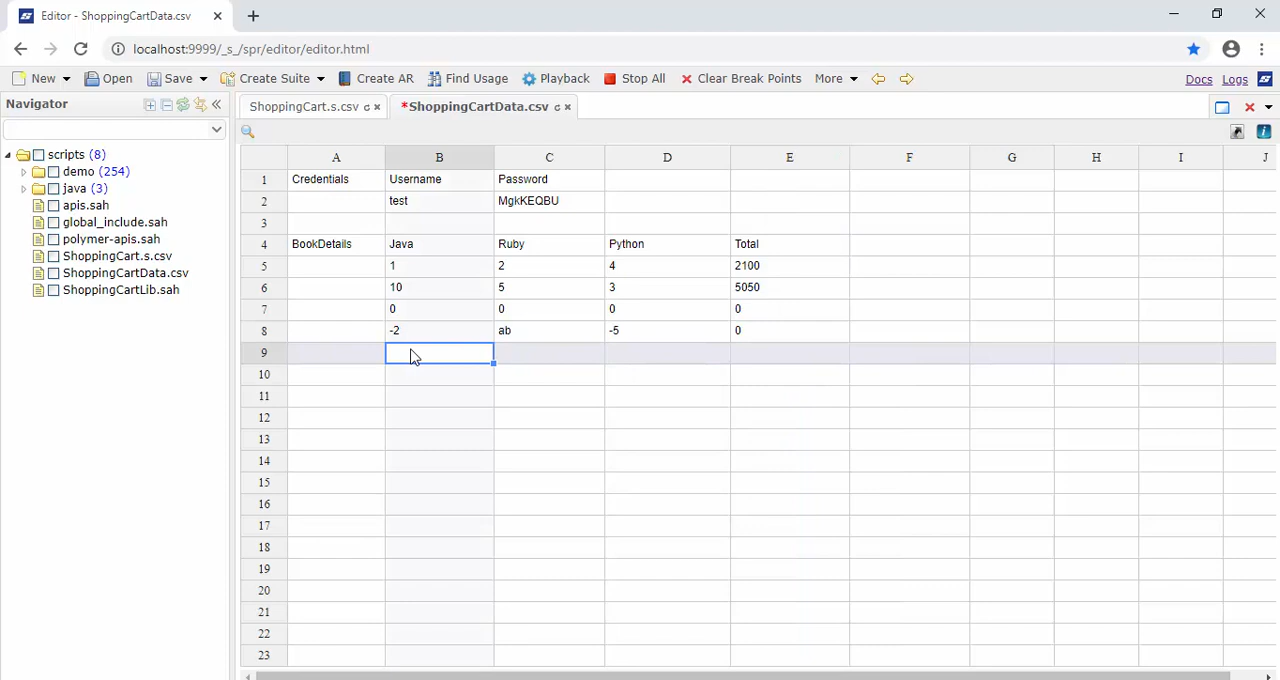 Editor - ShoppingCartData.csv
localhost:9999/_s_/spr/editor/editor.html
New Open Save Create Suite Create AR Find Usage Playback Stop All Clear Break Points More Docs Logs
Navigator
ShoppingCart.s.csv *ShoppingCartData.csv
scripts (8)
demo (254)
java (3)
apis.sah
global_include.sah
polymer-apis.sah
ShoppingCart.s.csv
ShoppingCartData.csv
ShoppingCartLib.sah
A B C D E F G H I J
1 Credentials Username Password
2 test MgkKEQBU
3
4 BookDetails Java Ruby Python Total
5 1 2 4 2100
6 10 5 3 5050
7 0 0 0 0
8 -2 ab -5 0
9
10
11
12
13
14
15
16
17
18
19
20
21
22
23